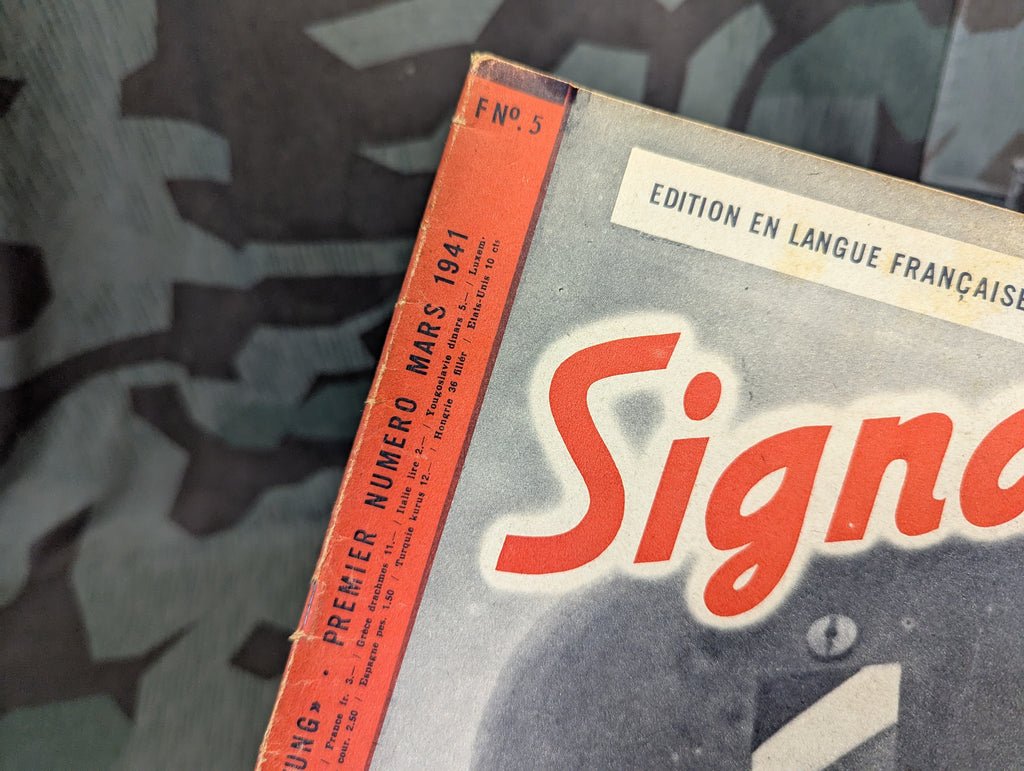 F Nº. 5
EDITION EN LANGUE FRANÇAISE
Signa
UNG» • PREMIER NUMERO MARS 1941
/ France fr. 3.— / Grèce drachmes 11.— / Italie lire 2.— / Yougoslavie dinars 5.— / Luxem.
cour. 2.50 / Espagne pes. 1.50 / Turquie kurus 12.— / Hongrie 36 fillér / Etats-Unis 10 cts